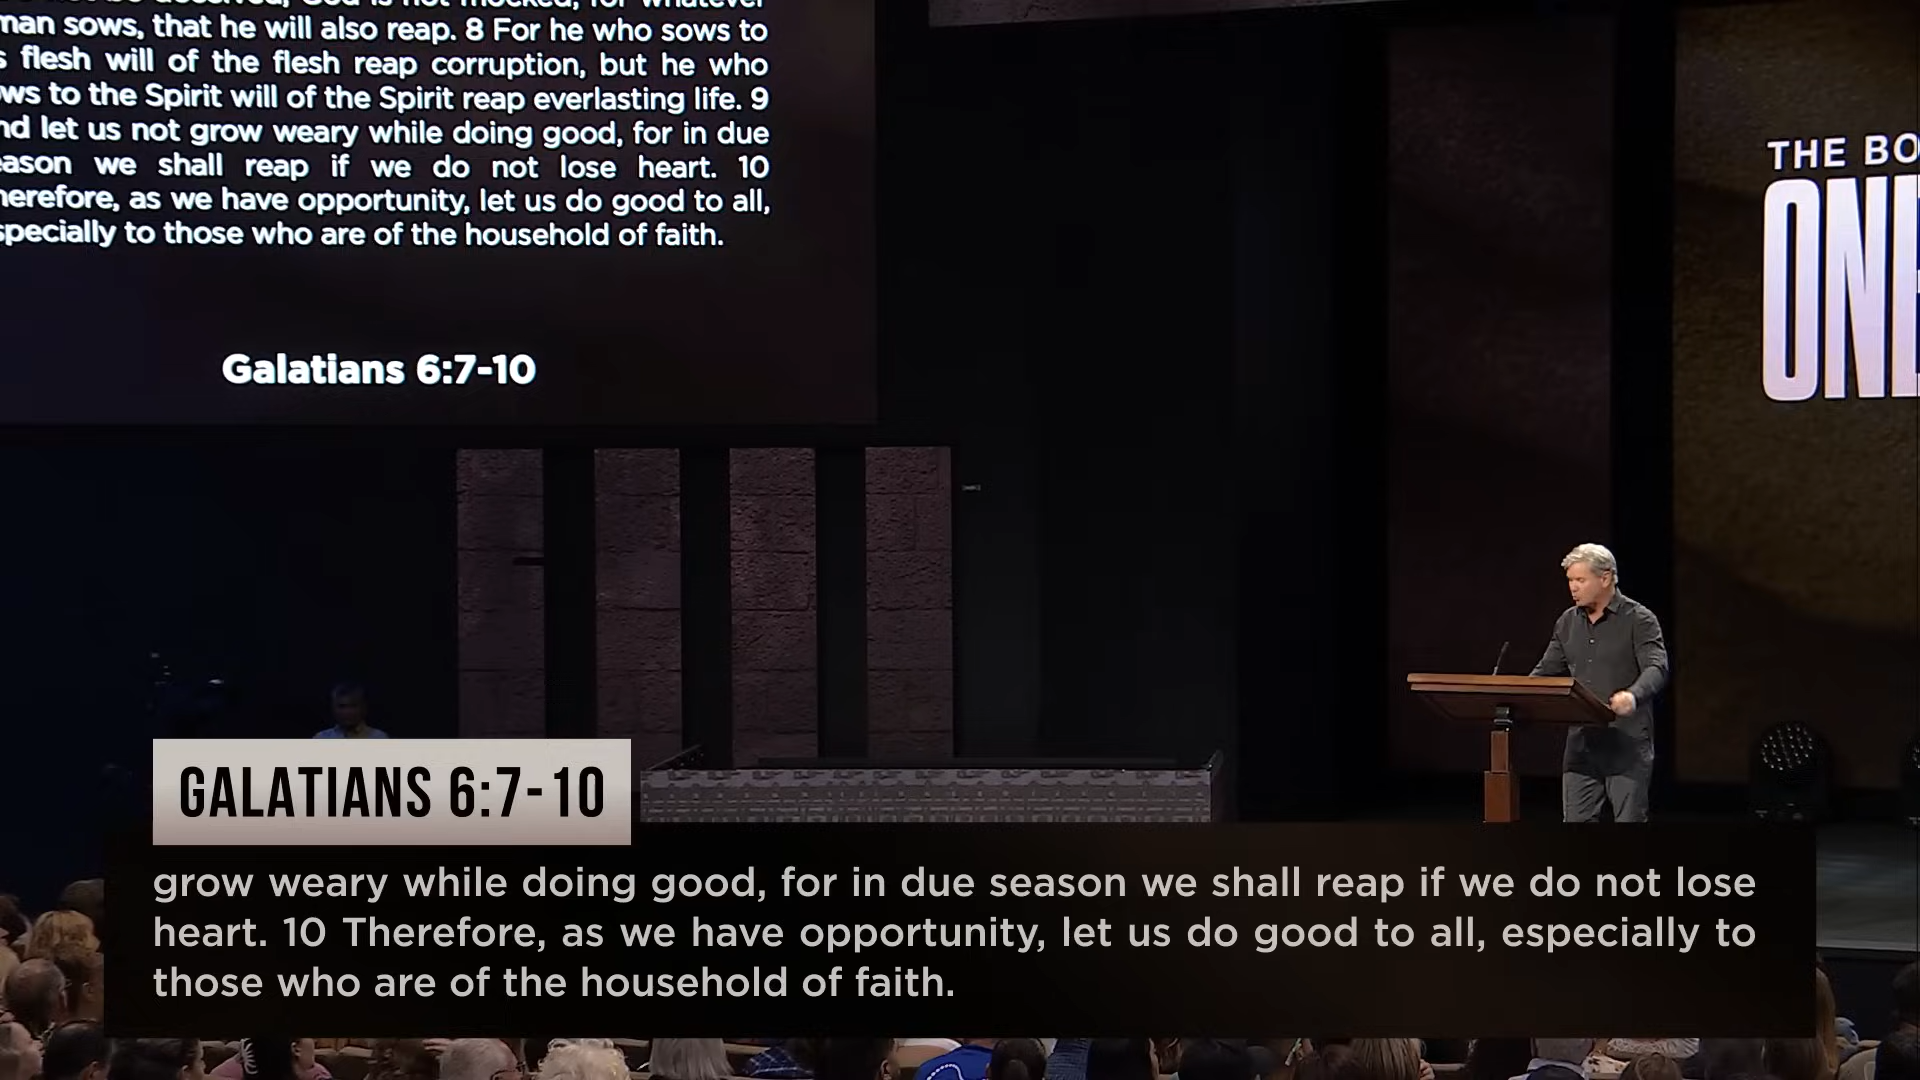 man sows, that he will also reap. 8 For he who sows to
flesh will of the flesh reap corruption, but he who
ws to the Spirit will of the Spirit reap everlasting life. 9
nd let us not grow weary while doing good, for in due
eason we shall reap if we do not lose heart. 10
herefore, as we have opportunity, let us do good to all,
specially to those who are of the household of faith.
Galatians 6:7-10
THE BO
ONE
GALATIANS 6:7-10
grow weary while doing good, for in due season we shall reap if we do not lose
heart. 10 Therefore, as we have opportunity, let us do good to all, especially to
those who are of the household of faith.